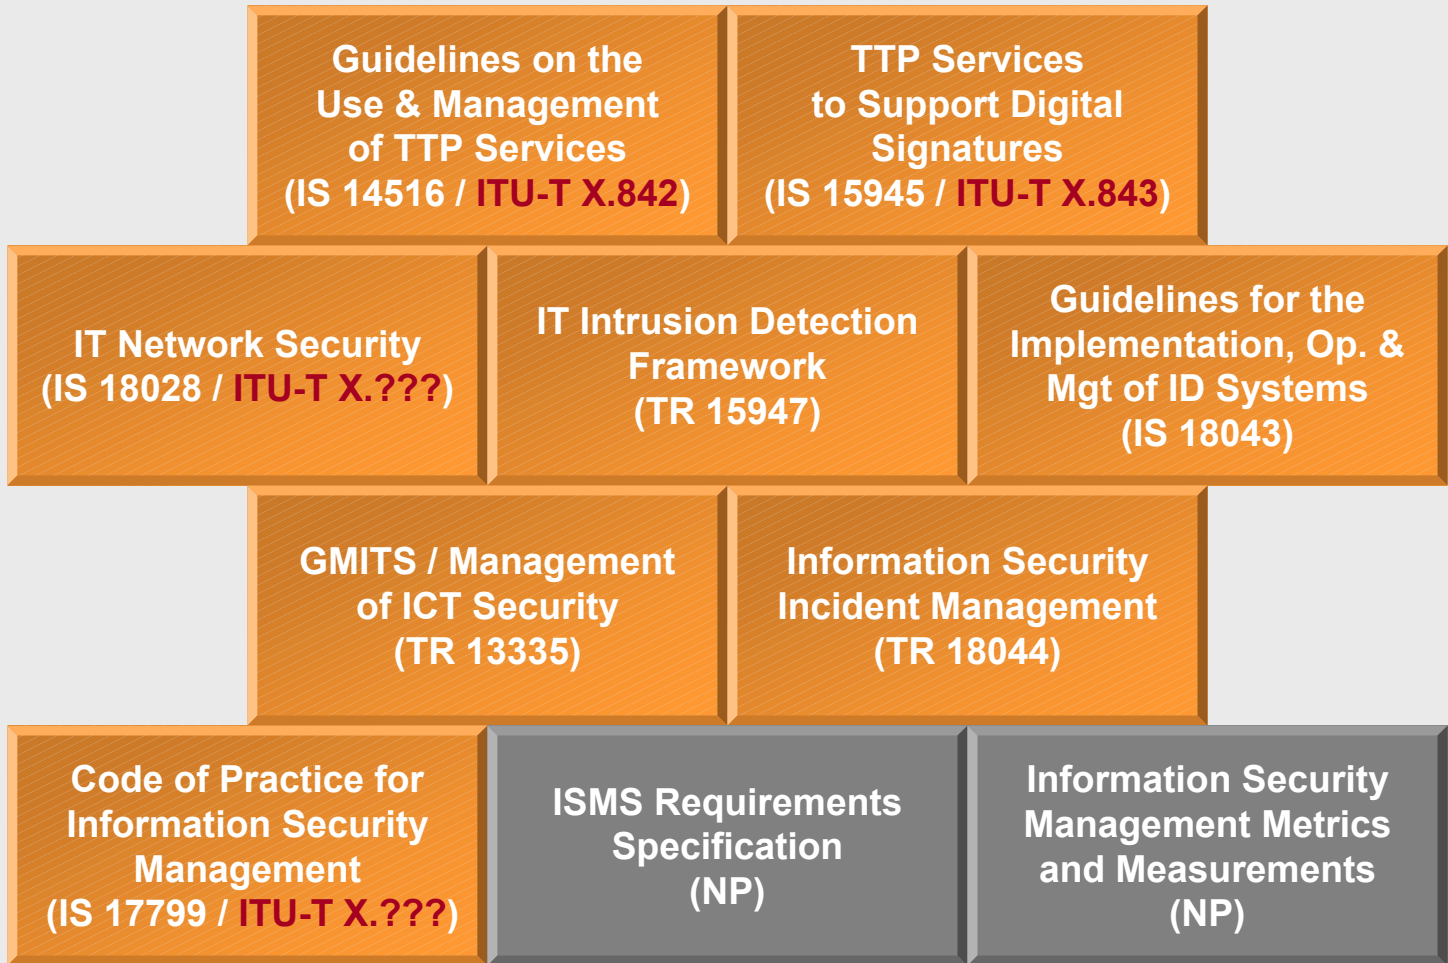 Guidelines on the
Use & Management
of TTP Services
(IS 14516 / ITU-T X.842)
TTP Services
to Support Digital
Signatures
(IS 15945 / ITU-T X.843)
IT Network Security
(IS 18028 / ITU-T X.???)
IT Intrusion Detection
Framework
(TR 15947)
Guidelines for the
Implementation, Op. &
Mgt of ID Systems
(IS 18043)
GMITS / Management
of ICT Security
(TR 13335)
Information Security
Incident Management
(TR 18044)
Code of Practice for
Information Security
Management
(IS 17799 / ITU-T X.???)
ISMS Requirements
Specification
(NP)
Information Security
Management Metrics
and Measurements
(NP)